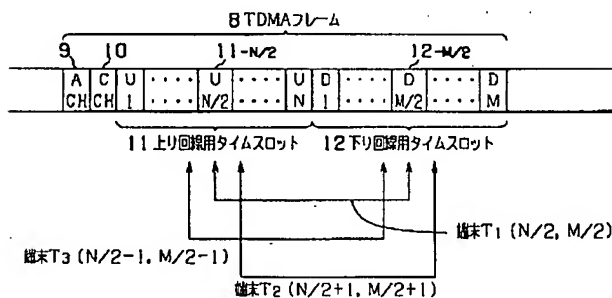 8 TDMAフレーム
9 10 11-N/2 12-M/2
A C U ‥‥ U ‥‥ U D ‥‥ D ‥‥ D
CH CH 1 ‥‥ N/2 ‥‥ N 1 ‥‥ M/2 ‥‥ M
11 上り回線用タイムスロット 12 下り回線用タイムスロット
端末T1 (N/2, M/2)
端末T3 (N/2-1, M/2-1)
端末T2 (N/2+1, M/2+1)